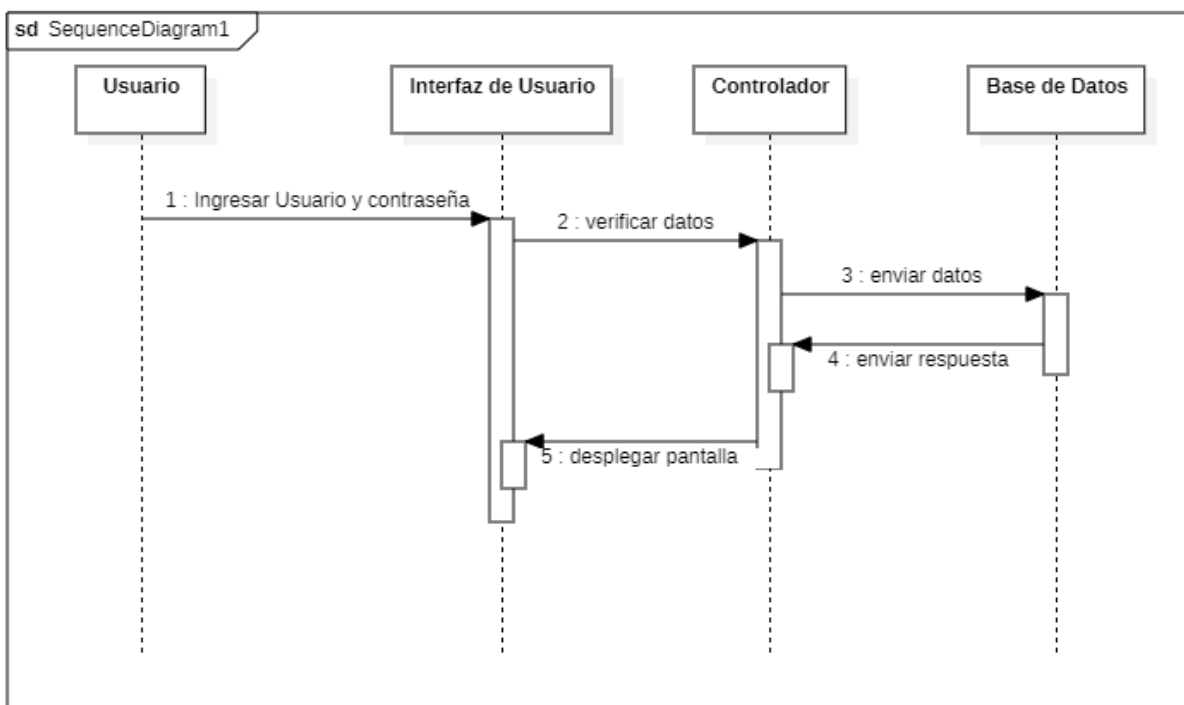 sd SequenceDiagram1
Usuario
Interfaz de Usuario
Controlador
Base de Datos
1 : Ingresar Usuario y contraseña
2 : verificar datos
3 : enviar datos
4 : enviar respuesta
5 : desplegar pantalla